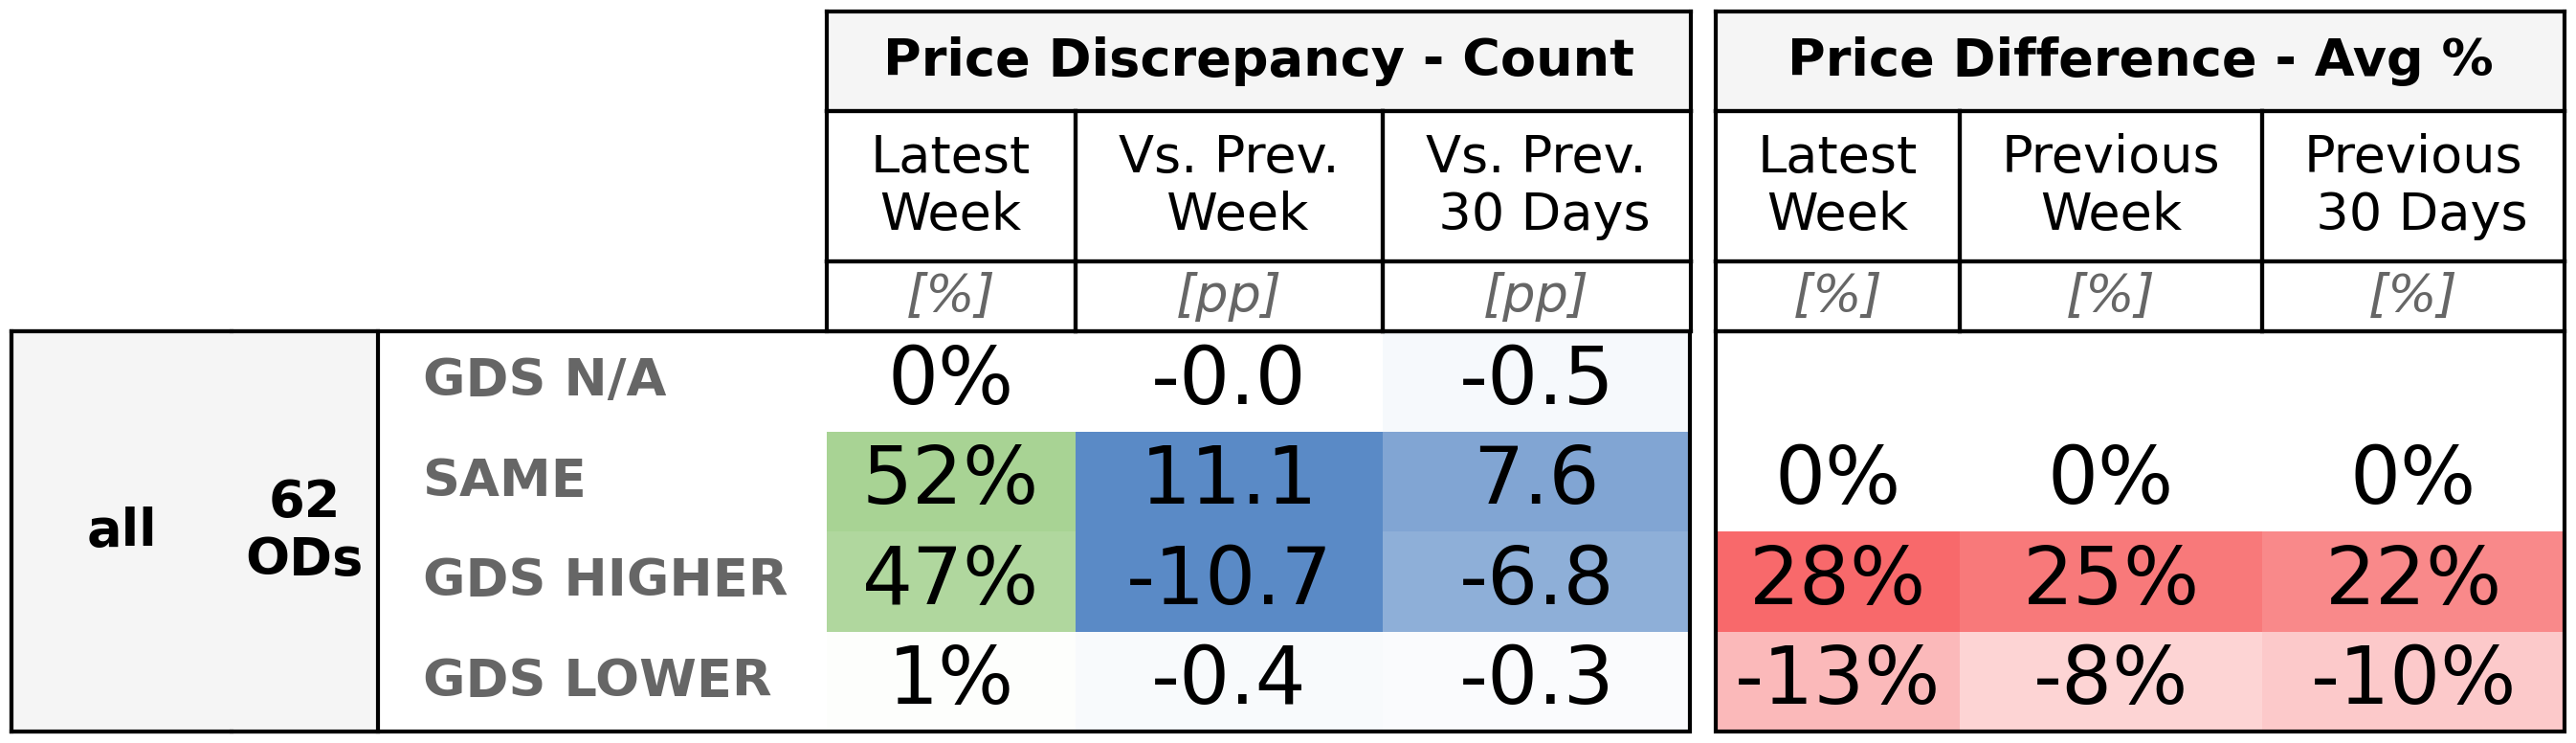 Price Discrepancy - Count Price Difference - Avg %
Latest Week Vs. Prev. Week Vs. Prev. 30 Days Latest Week Previous Week Previous 30 Days
[%] [pp] [pp] [%] [%] [%]
all 62 ODs
GDS N/A 0% -0.0 -0.5
SAME 52% 11.1 7.6 0% 0% 0%
GDS HIGHER 47% -10.7 -6.8 28% 25% 22%
GDS LOWER 1% -0.4 -0.3 -13% -8% -10%